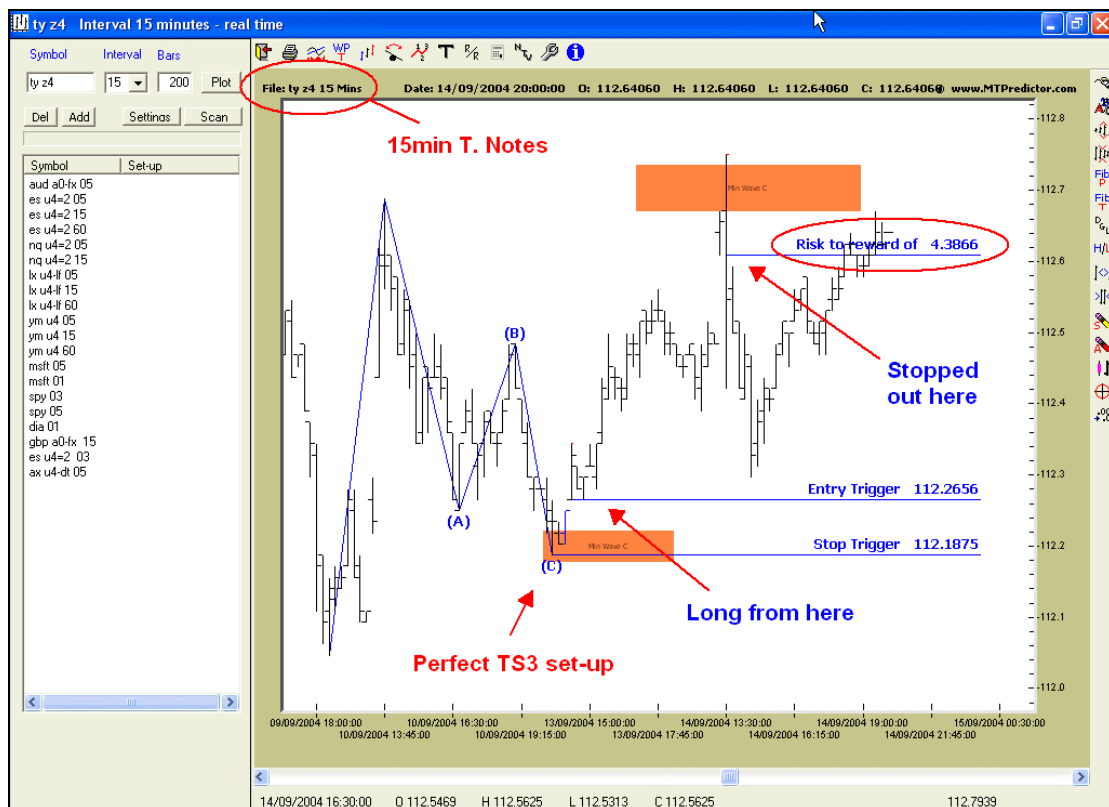 ty z4 Interval 15 minutes - real time
Symbol Interval Bars
ty z4 15 200 Plot
Del Add Settings Scan
Symbol Set-up
aud a0-fx 05
es u4=2 05
es u4=2 15
es u4=2 60
nq u4=2 05
nq u4=2 15
lx u4-lf 05
lx u4-lf 15
lx u4-lf 60
ym u4 05
ym u4 15
ym u4 60
msft 05
msft 01
spy 03
spy 05
dia 01
gbp a0-fx 15
es u4=2 03
ax u4-dt 05
WP
T
T
R/R
File: ty z4 15 Mins Date: 14/09/2004 20:00:00 O: 112.64060 H: 112.64060 L: 112.64060 C: 112.64060 www.MTPredictor.com
15min T. Notes
Min Wave C
Risk to reward of 4.3866
(B)
Stopped
out here
Entry Trigger 112.2656
(A)
Min Wave C
Stop Trigger 112.1875
(C)
Long from here
Perfect TS3 set-up
112.8
112.7
112.6
112.5
112.4
112.3
112.2
112.1
112.0
Fib
P
Fib
T
H/L
09/09/2004 18:00:00 10/09/2004 16:30:00 13/09/2004 15:00:00 14/09/2004 13:30:00 14/09/2004 19:00:00 15/09/2004 00:30:00
10/09/2004 13:45:00 10/09/2004 19:15:00 13/09/2004 17:45:00 14/09/2004 16:15:00 14/09/2004 21:45:00
14/09/2004 16:30:00 O 112.5469 H 112.5625 L 112.5313 C 112.5625 112.7939